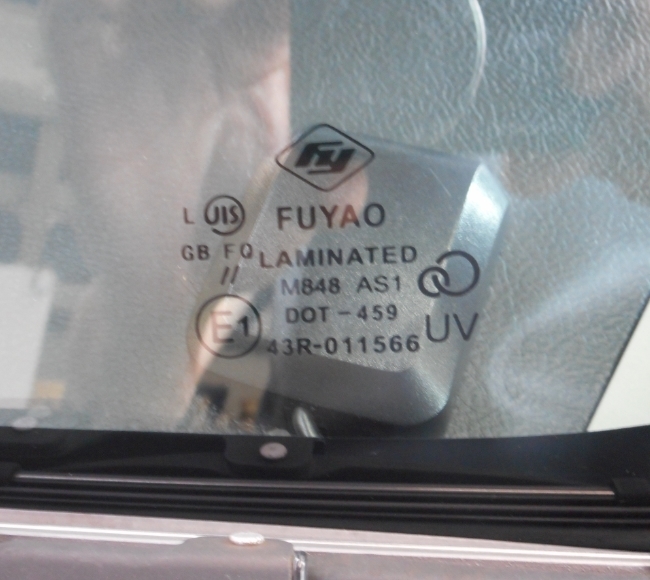 FY
L JIS FUYAO
GB FQ LAMINATED
// M848 AS1
DOT-459
E1 43R-011566 UV